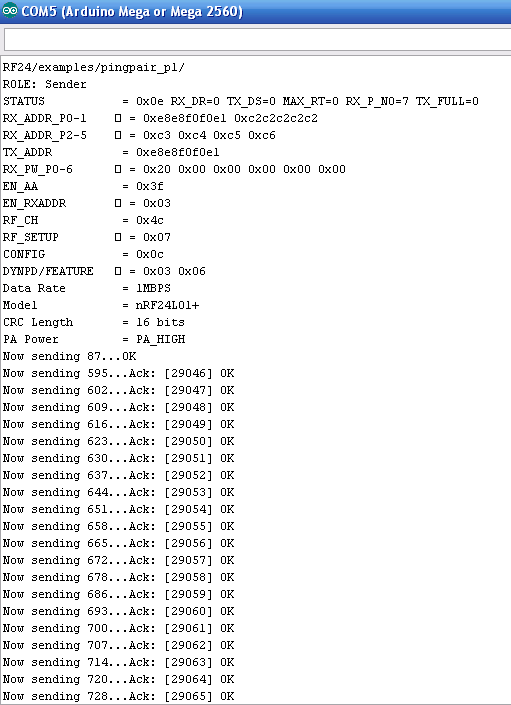 COM5 (Arduino Mega or Mega 2560)
RF24/examples/pingpair_pl/
ROLE: Sender
STATUS = 0x0e RX_DR=0 TX_DS=0 MAX_RT=0 RX_P_NO=7 TX_FULL=0
RX_ADDR_P0-1 ▯ = 0xe8e8f0f0e1 0xc2c2c2c2c2
RX_ADDR_P2-5 ▯ = 0xc3 0xc4 0xc5 0xc6
TX_ADDR = 0xe8e8f0f0e1
RX_PW_P0-6 ▯ = 0x20 0x00 0x00 0x00 0x00 0x00
EN_AA = 0x3f
EN_RXADDR ▯ = 0x03
RF_CH = 0x4c
RF_SETUP ▯ = 0x07
CONFIG = 0x0c
DYNPD/FEATURE ▯ = 0x03 0x06
Data Rate = 1MBPS
Model = nRF24L01+
CRC Length = 16 bits
PA Power = PA_HIGH
Now sending 87...OK
Now sending 595...Ack: [29046] OK
Now sending 602...Ack: [29047] OK
Now sending 609...Ack: [29048] OK
Now sending 616...Ack: [29049] OK
Now sending 623...Ack: [29050] OK
Now sending 630...Ack: [29051] OK
Now sending 637...Ack: [29052] OK
Now sending 644...Ack: [29053] OK
Now sending 651...Ack: [29054] OK
Now sending 658...Ack: [29055] OK
Now sending 665...Ack: [29056] OK
Now sending 672...Ack: [29057] OK
Now sending 678...Ack: [29058] OK
Now sending 686...Ack: [29059] OK
Now sending 693...Ack: [29060] OK
Now sending 700...Ack: [29061] OK
Now sending 707...Ack: [29062] OK
Now sending 714...Ack: [29063] OK
Now sending 720...Ack: [29064] OK
Now sending 728...Ack: [29065] OK